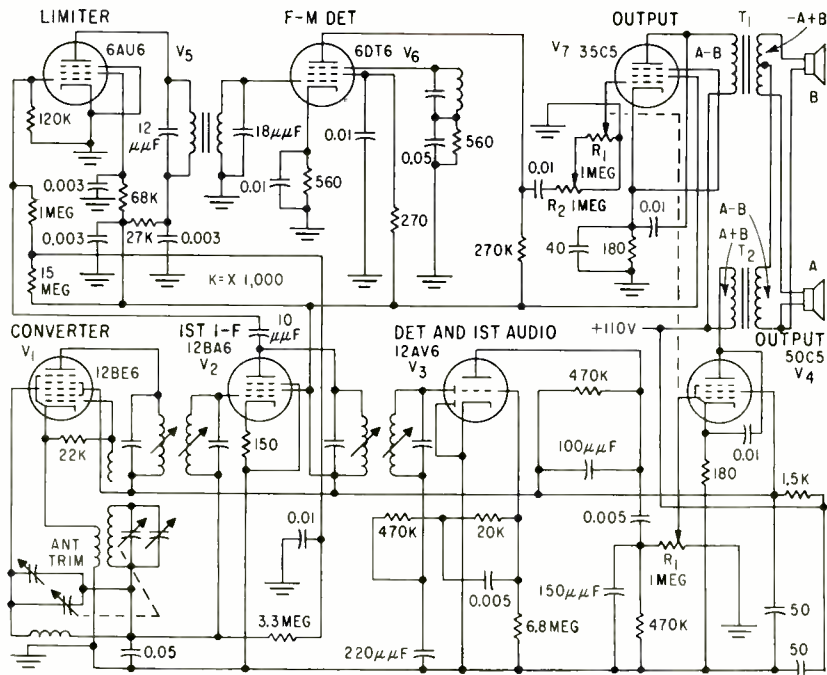 LIMITER
6AU6
V5
120K
12
μμF
0.003
1MEG
68K
0.003
27K
0.003
15
MEG
K=X 1,000
F-M DET
6DT6
V6
18μμF
0.01
560
0.01
0.05
560
270
270K
OUTPUT
V7 35C5
A-B
T1
-A+B
B
R1
1MEG
0.01
R2 1MEG
0.01
40
180
A-B
A+B
T2
A
+110V
CONVERTER
V1
12BE6
22K
ANT
TRIM
0.05
10
μμF
1ST I-F
12BA6
V2
150
0.01
3.3MEG
DET AND 1ST AUDIO
12AV6
V3
470K
20K
0.005
220μμF
6.8MEG
470K
100μμF
0.005
150μμF
R1
1MEG
470K
OUTPUT
50C5
V4
0.01
180
1.5K
50
50